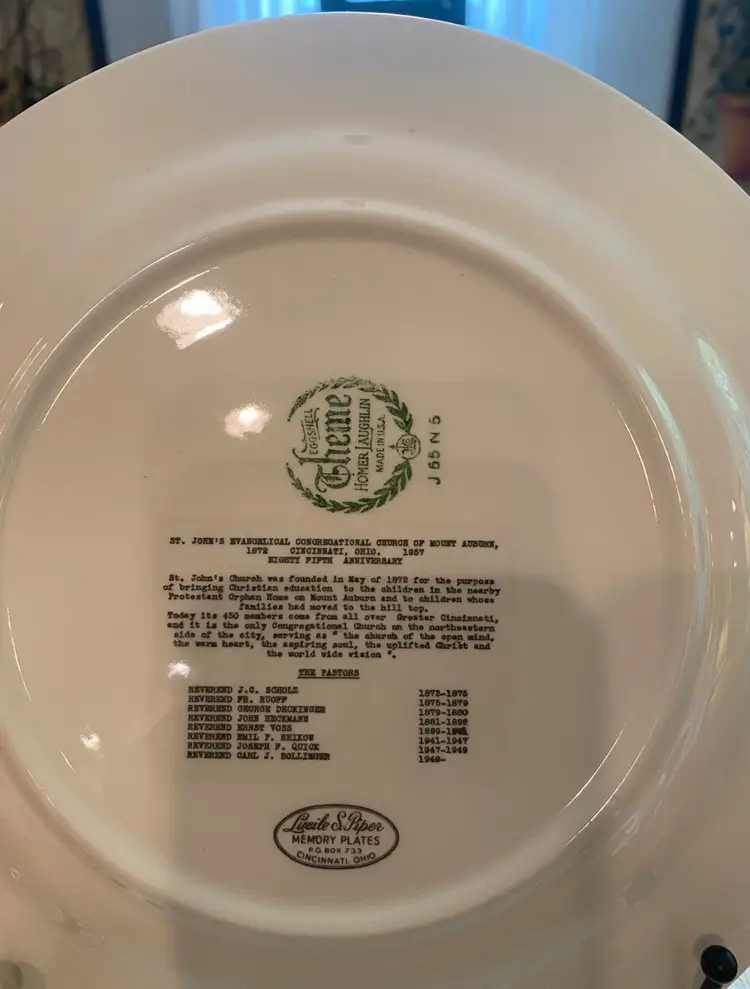 EGGSHELL
Theme
HOMER LAUGHLIN
MADE IN U.S.A.
HLC
J 55 N 5
ST. JOHN'S EVANGELICAL CONGREGATIONAL CHURCH OF MOUNT AUBURN,
1872 CINCINNATI, OHIO. 1957
EIGHTY FIFTH ANNIVERSARY
St. John's Church was founded in May of 1872 for the purpose
of bringing Christian education to the children in the nearby
Protestant Orphan Home on Mount Auburn and to children whose
families had moved to the hill top.
Today its 450 members come from all over Greater Cincinnati,
and it is the only Congregational Church on the northeastern
side of the city, serving as " the church of the open mind,
the warm heart, the aspiring soul, the uplifted Christ and
the world wide vision ".
THE PASTORS
REVEREND J.G. SCHOLZ 1873-1875
REVEREND FR. RUOFF 1875-1879
REVEREND GEORGE DECKINGER 1879-1880
REVEREND JOHN HECKMANN 1881-1898
REVEREND ERNST VOSS 1899-
REVEREND EMIL P. REIKOW 1941-1947
REVEREND JOSEPH F. QUICK 1947-1949
REVEREND CARL J. BOLLINGER 1949-
Lucile S. Piper
MEMORY PLATES
P.O. BOX 733
CINCINNATI, OHIO